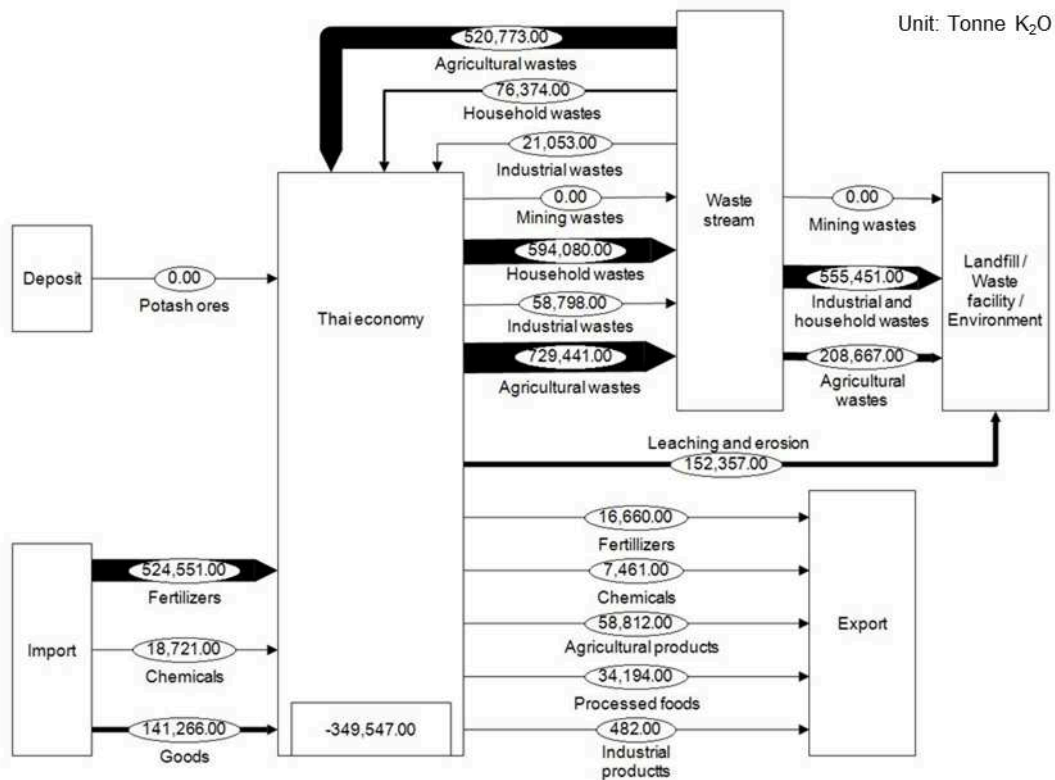 Unit: Tonne K₂O
520,773.00
Agricultural wastes
76,374.00
Household wastes
21,053.00
Industrial wastes
0.00
Mining wastes
594,080.00
Household wastes
58,798.00
Industrial wastes
729,441.00
Agricultural wastes
Waste
stream
0.00
Mining wastes
555,451.00
Industrial and
household wastes
208,667.00
Agricultural
wastes
Landfill /
Waste
facility /
Environment
Deposit
0.00
Potash ores
Thai economy
Leaching and erosion
152,357.00
Import
524,551.00
Fertilizers
18,721.00
Chemicals
141,266.00
Goods
-349,547.00
16,660.00
Fertillizers
7,461.00
Chemicals
58,812.00
Agricultural products
34,194.00
Processed foods
482.00
Industrial
productts
Export